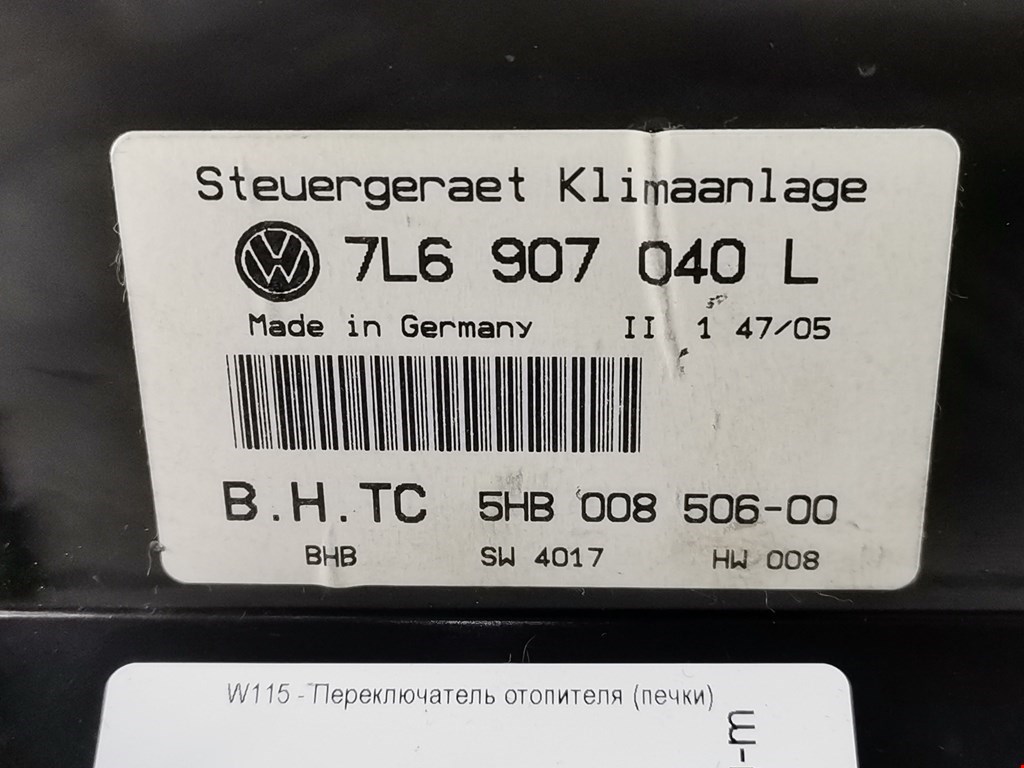 Steuergeraet Klimaanlage
7L6 907 040 L
Made in Germany II 1 47/05
B.H.TC 5HB 008 506-00
BHB SW 4017 HW 008
W115 - Переключатель отопителя (печки)